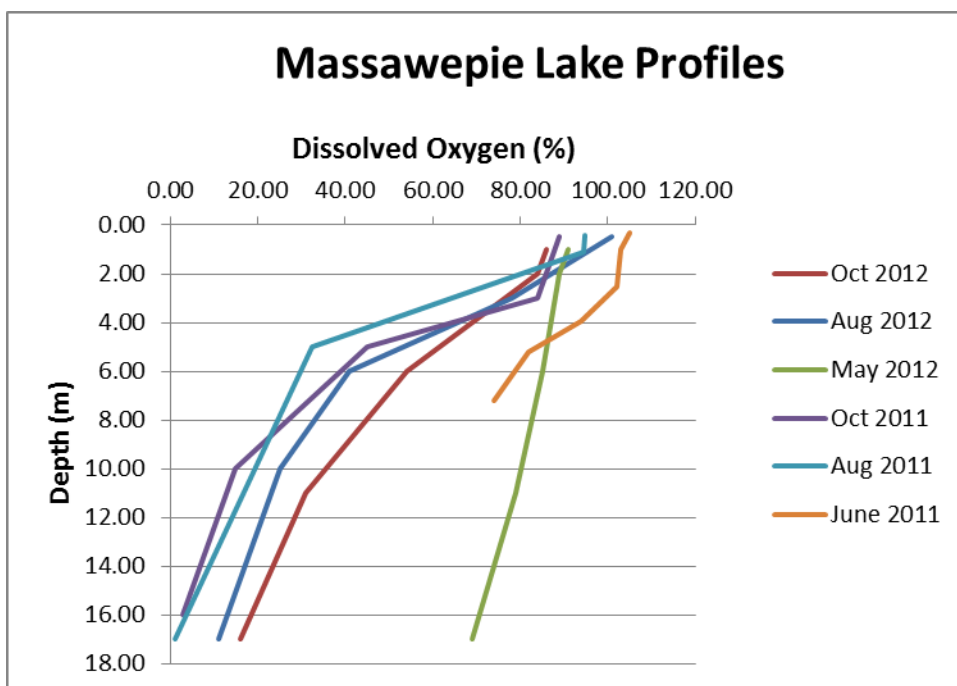 Massawepie Lake Profiles
Dissolved Oxygen (%)
0.00 20.00 40.00 60.00 80.00 100.00 120.00
0.00
2.00
4.00
6.00
8.00
10.00
12.00
14.00
16.00
18.00
Depth (m)
Oct 2012
Aug 2012
May 2012
Oct 2011
Aug 2011
June 2011